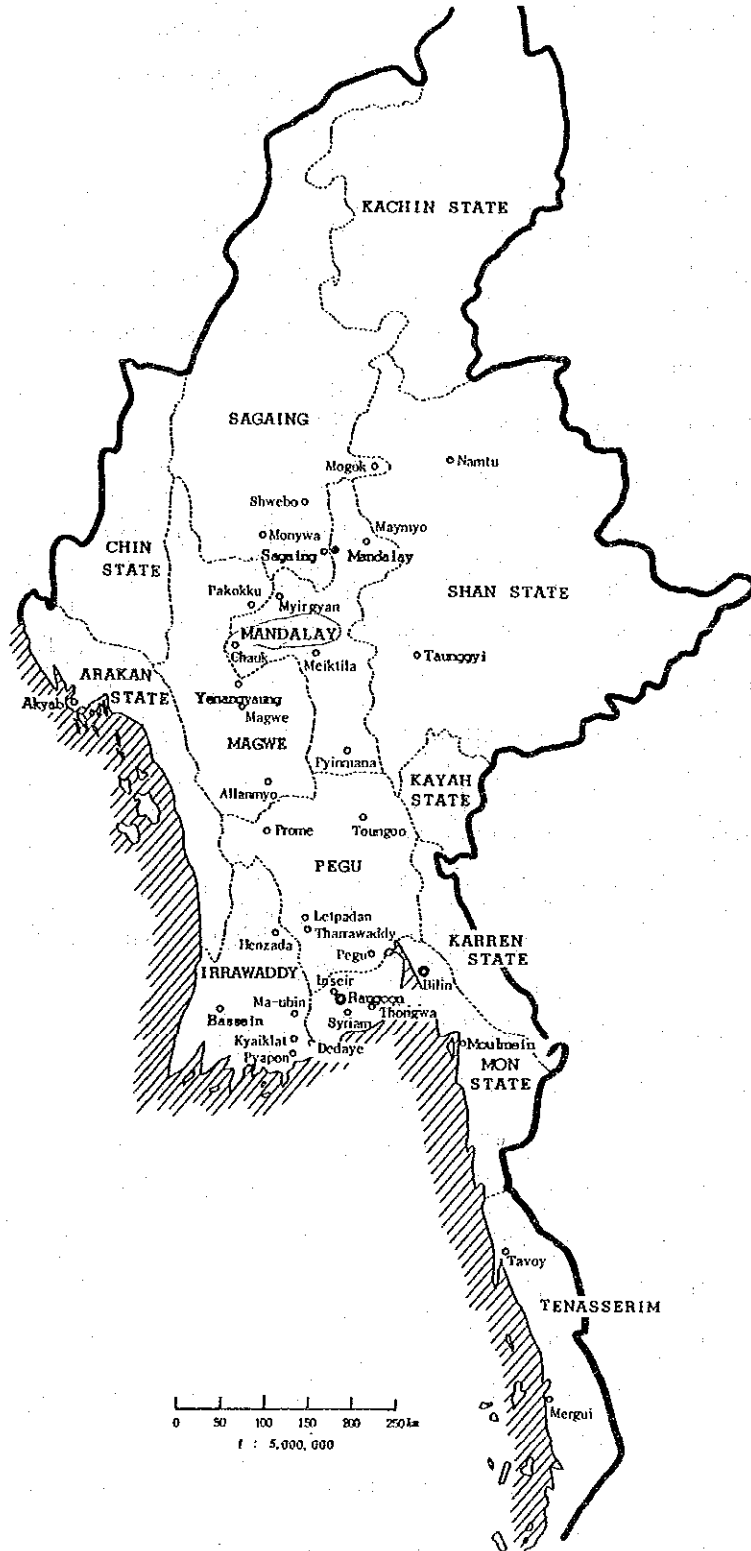 KACHIN STATE
SAGAING
Mogok
Namtu
Shwebo
Monywa
Maymyo
CHIN
STATE
Sagaing
Mandalay
SHAN STATE
Pakokku
Myirgyan
MANDALAY
Chauk
Meiktila
Taunggyi
ARAKAN
STATE
Akyab
Yenangyaung
Magwe
MAGWE
Pyinmana
KAYAH
STATE
Allanmyo
Prome
Toungoo
PEGU
Letpadan
Tharrawaddy
Henzada
Pegu
KARREN
STATE
IRRAWADDY
Inseir
Bilin
Ma-ubin
Rangoon
Thongwa
Bassein
Syriam
Kyaiklat
Dedaye
Moulmein
Pyapon
MON
STATE
Tavoy
TENASSERIM
Mergui
0 50 100 150 200 250 km
1 : 5,000,000